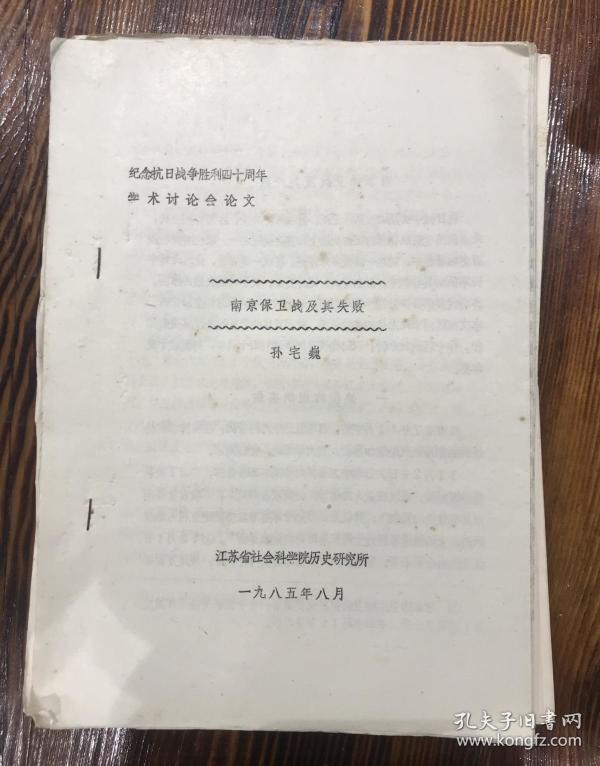 纪念抗日战争胜利四十周年
学术讨论会论文
南京保卫战及其失败
孙宅巍
江苏省社会科学院历史研究所
一九八五年八月
孔夫子旧书网
www.kongfz.com